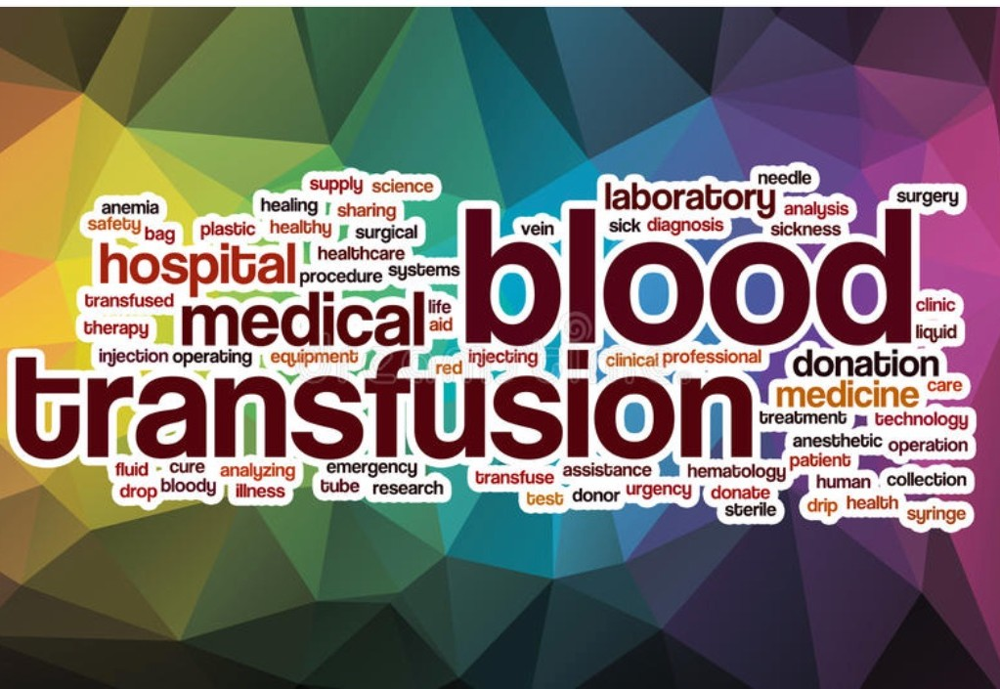 supply science
needle
anemia healing sharing
laboratory analysis
surgery
safety bag plastic healthy surgical
vein sick diagnosis sickness
blood
hospital healthcare
procedure systems
transfused medical life
clinic
therapy aid
liquid
injection operating equipment red injecting clinical professional
donation
transfusion
medicine care
treatment technology
anesthetic operation
fluid cure analyzing emergency transfuse assistance hematology patient
drop bloody illness tube research test donor urgency donate human collection
sterile drip health syringe